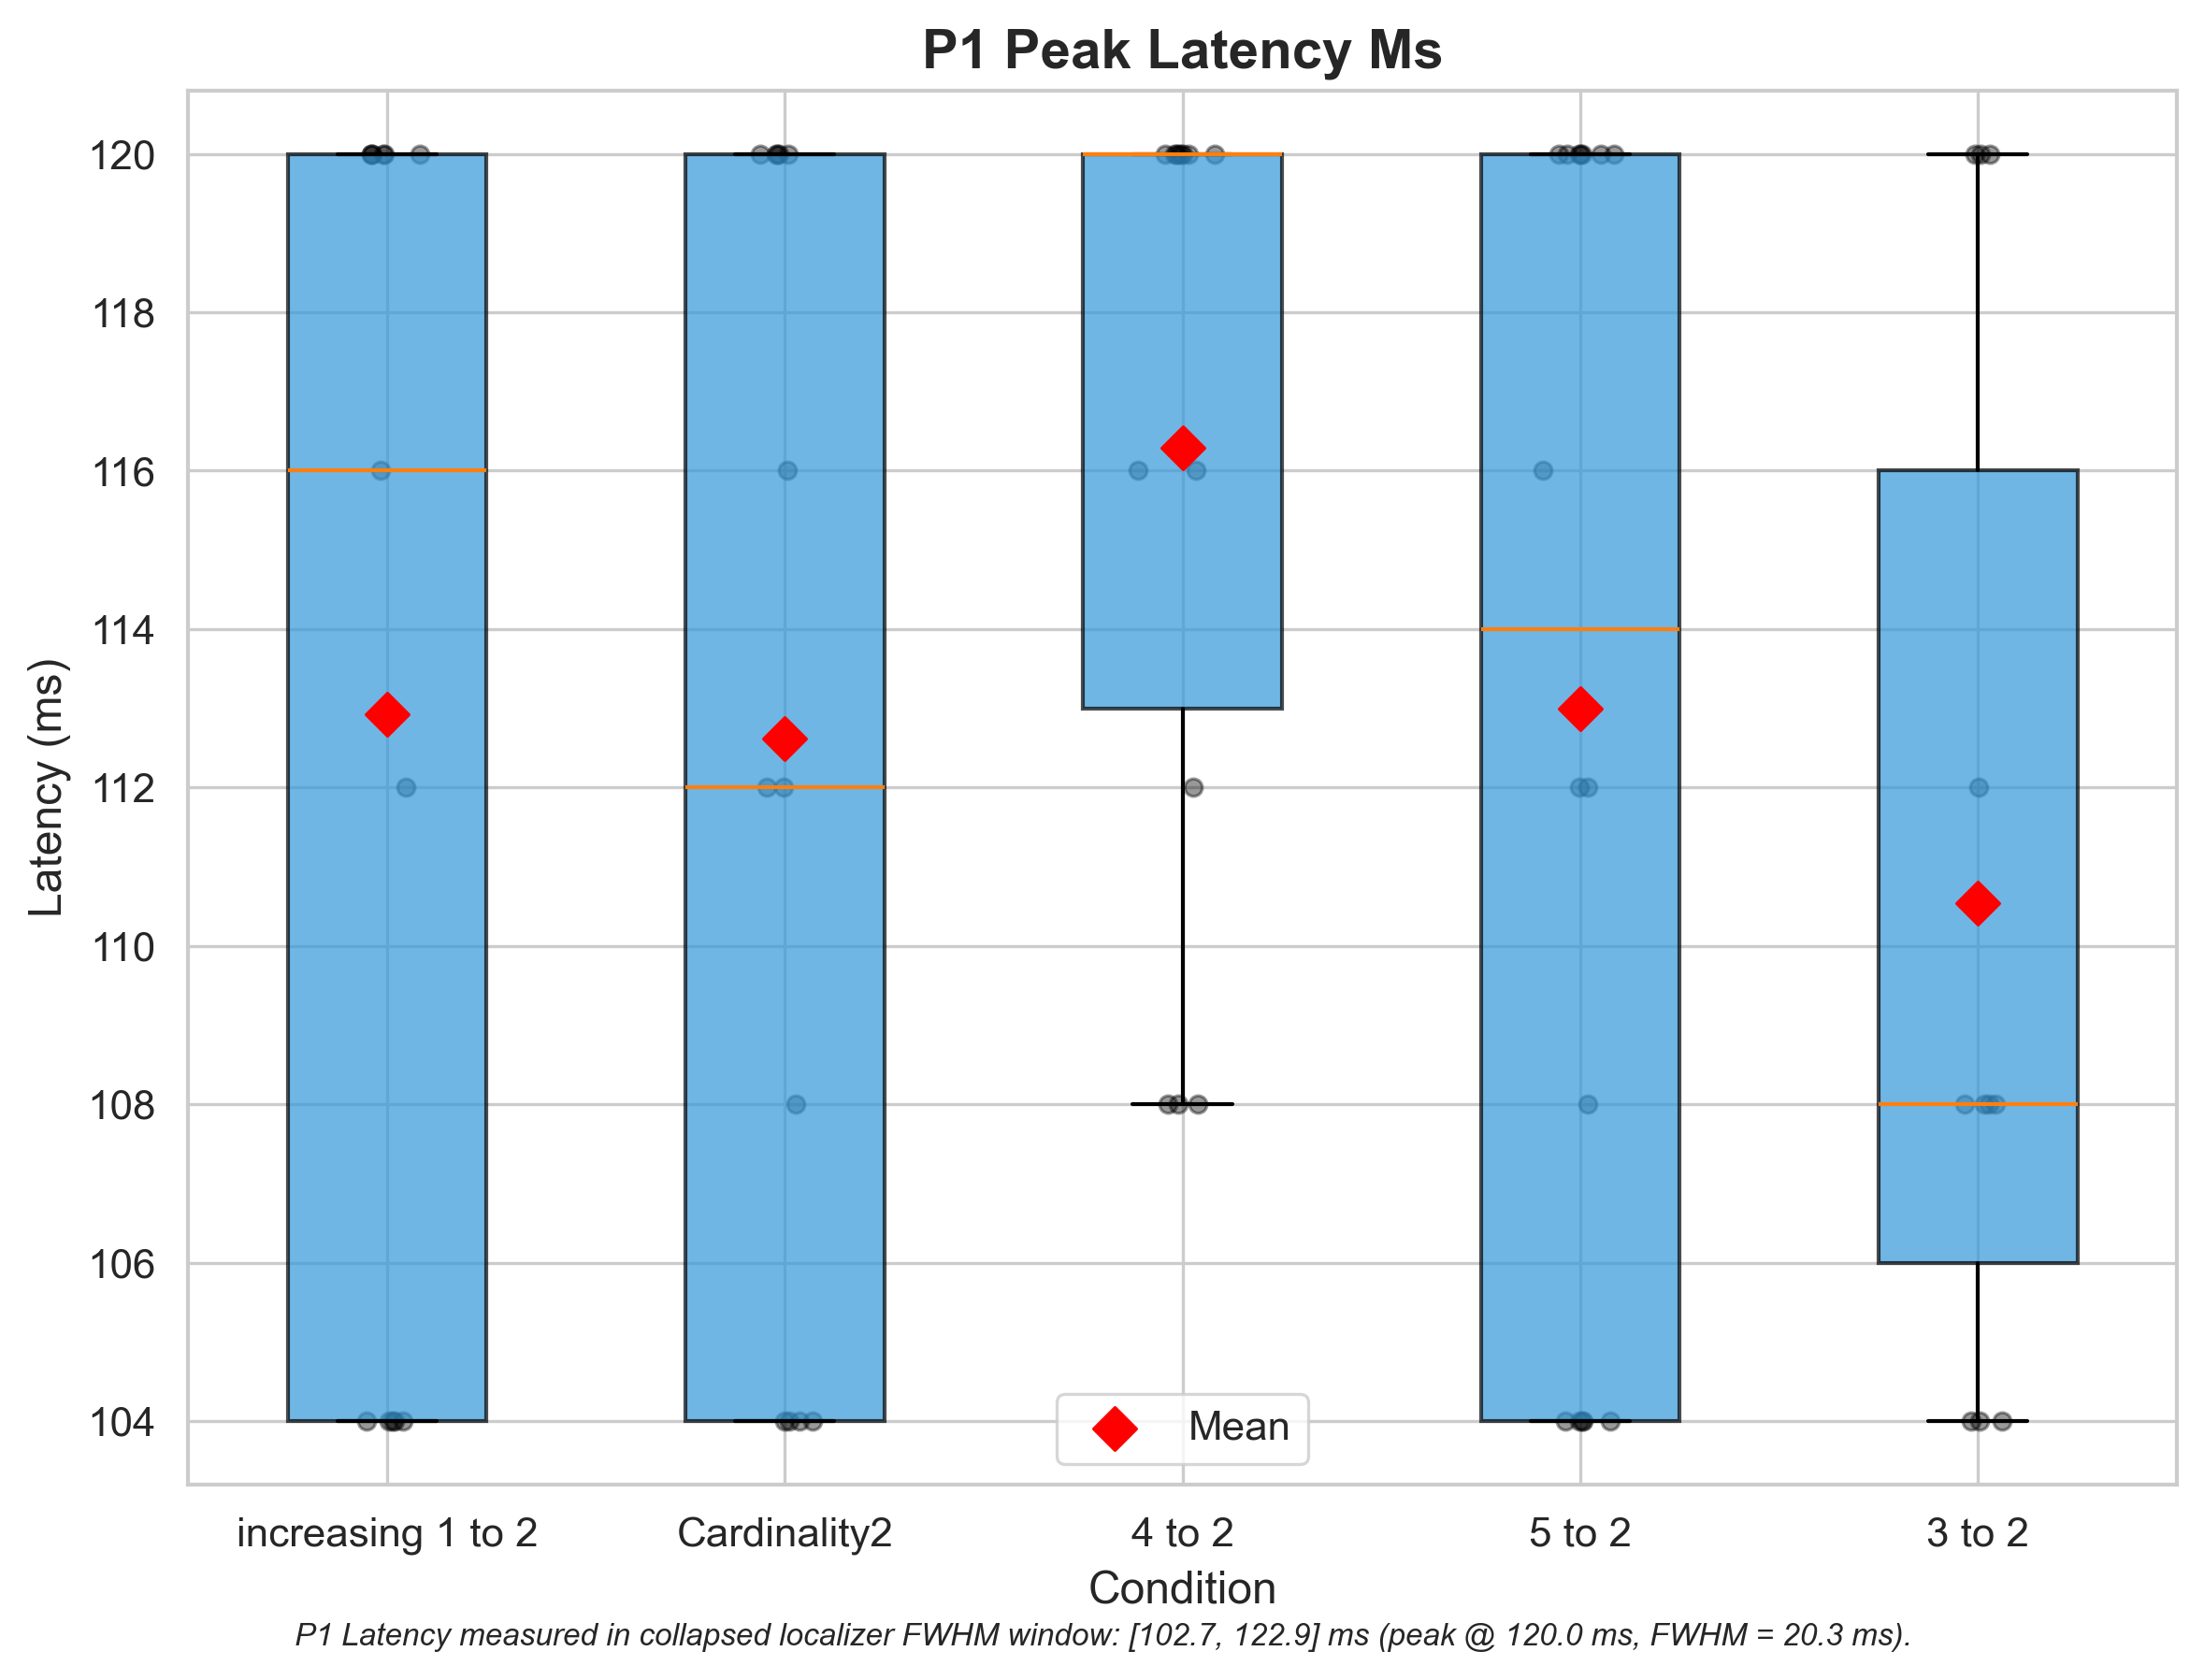 P1 Peak Latency Ms
Latency (ms)
120
118
116
114
112
110
108
106
104
Mean
increasing 1 to 2
Cardinality2
4 to 2
5 to 2
3 to 2
Condition
P1 Latency measured in collapsed localizer FWHM window: [102.7, 122.9] ms (peak @ 120.0 ms, FWHM = 20.3 ms).